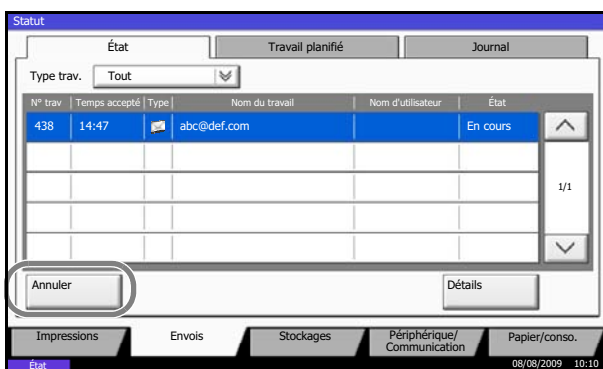 Statut
État Travail planifié Journal
Type trav. Tout
N° trav Temps accepté Type Nom du travail Nom d'utilisateur État
438 14:47 abc@def.com En cours
1/1
Annuler Détails
Impressions Envois Stockages Périphérique/ Communication Papier/conso.
État 08/08/2009 10:10